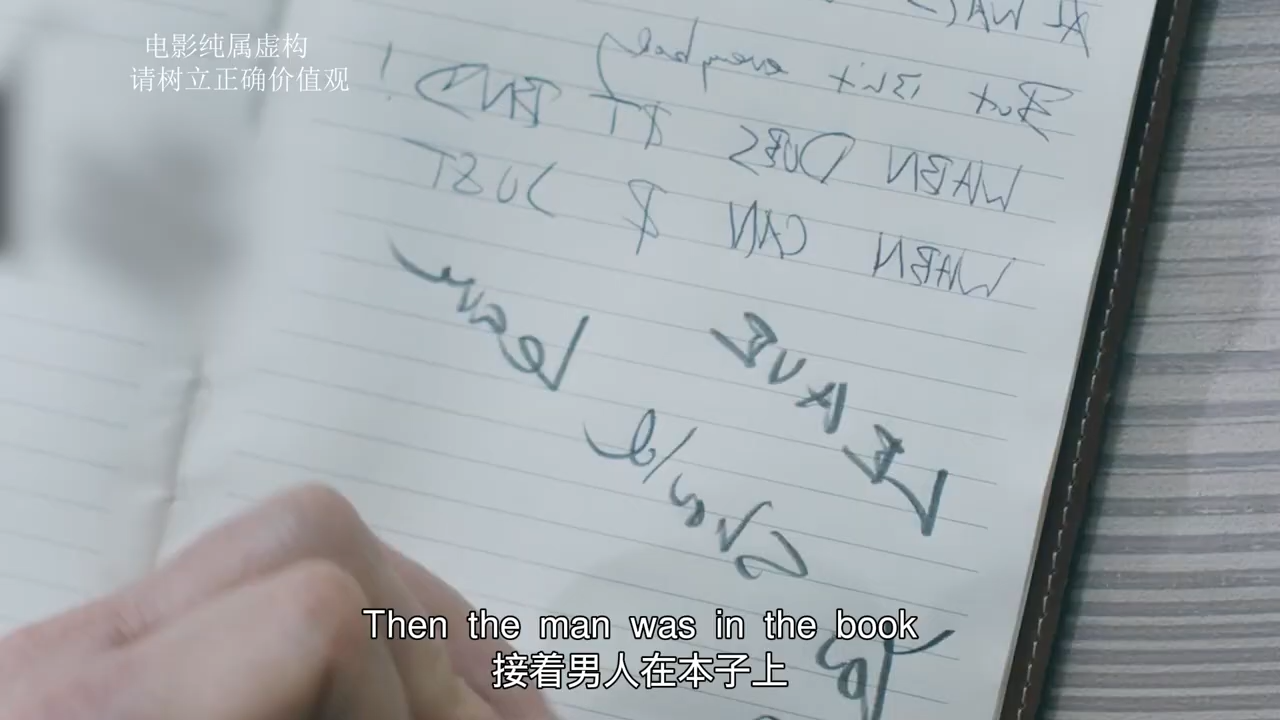 电影纯属虚构
请树立正确价值观
But isn't everybody
WHEN DOES IT END!
WHEN CAN I JUST
LEAVE leave
Then the man was in the book
接着男人在本子上